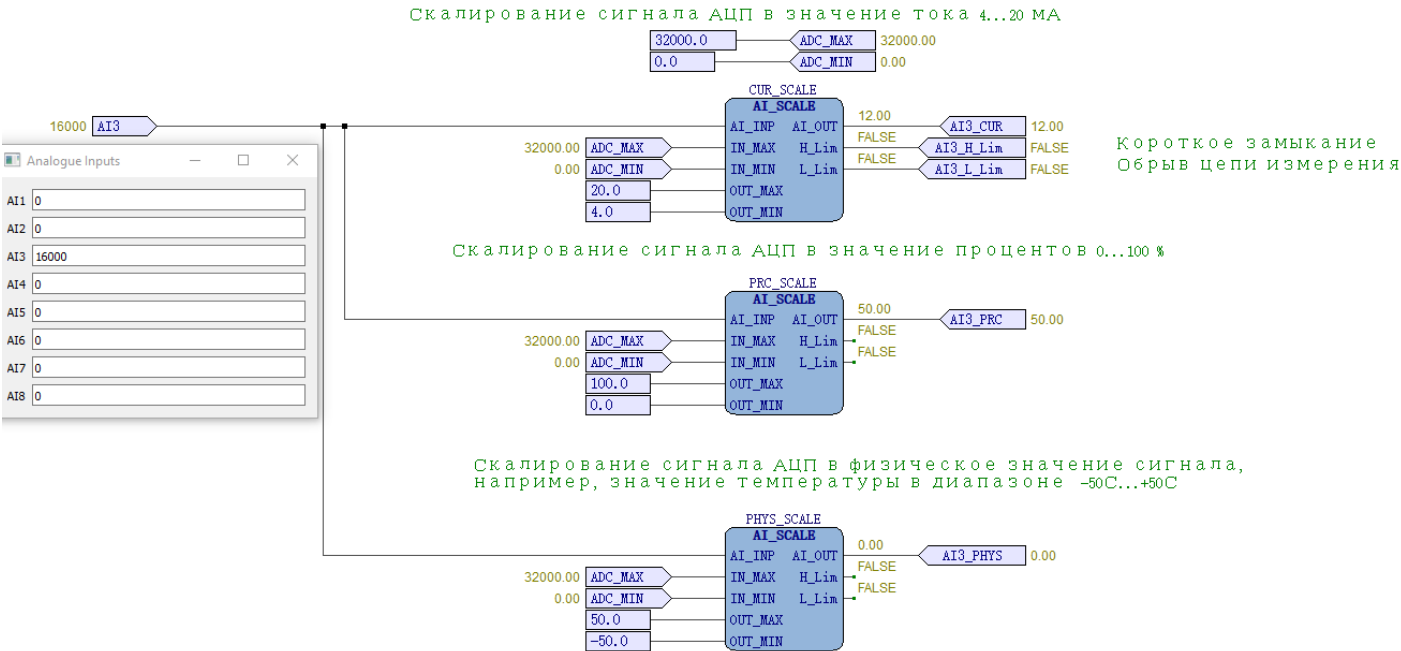 Скалирование сигнала АЦП в значение тока 4...20 МА
32000.0 ADC_MAX 32000.00
0.0 ADC_MIN 0.00
CUR_SCALE
AI_SCALE
16000 AI3 AI_INP AI_OUT 12.00 AI3_CUR 12.00
32000.00 ADC_MAX IN_MAX H_Lim FALSE AI3_H_Lim FALSE Короткое замыкание
0.00 ADC_MIN IN_MIN L_Lim FALSE AI3_L_Lim FALSE Обрыв цепи измерения
20.0 OUT_MAX
4.0 OUT_MIN
Analogue Inputs
AI1 0
AI2 0
AI3 16000
AI4 0
AI5 0
AI6 0
AI7 0
AI8 0
Скалирование сигнала АЦП в значение процентов 0...100 %
PRC_SCALE
AI_SCALE
AI_INP AI_OUT 50.00 AI3_PRC 50.00
32000.00 ADC_MAX IN_MAX H_Lim FALSE
0.00 ADC_MIN IN_MIN L_Lim FALSE
100.0 OUT_MAX
0.0 OUT_MIN
Скалирование сигнала АЦП в физическое значение сигнала,
например, значение температуры в диапазоне -50С...+50С
PHYS_SCALE
AI_SCALE
AI_INP AI_OUT 0.00 AI3_PHYS 0.00
32000.00 ADC_MAX IN_MAX H_Lim FALSE
0.00 ADC_MIN IN_MIN L_Lim FALSE
50.0 OUT_MAX
-50.0 OUT_MIN